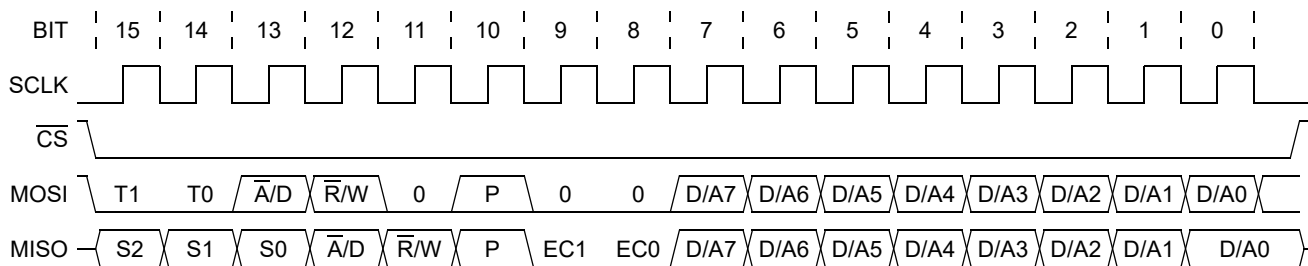 BIT 15 14 13 12 11 10 9 8 7 6 5 4 3 2 1 0
SCLK
C̅S̅
MOSI T1 T0 A̅/D R̅/W 0 P 0 0 D/A7 D/A6 D/A5 D/A4 D/A3 D/A2 D/A1 D/A0
MISO S2 S1 S0 A̅/D R̅/W P EC1 EC0 D/A7 D/A6 D/A5 D/A4 D/A3 D/A2 D/A1 D/A0